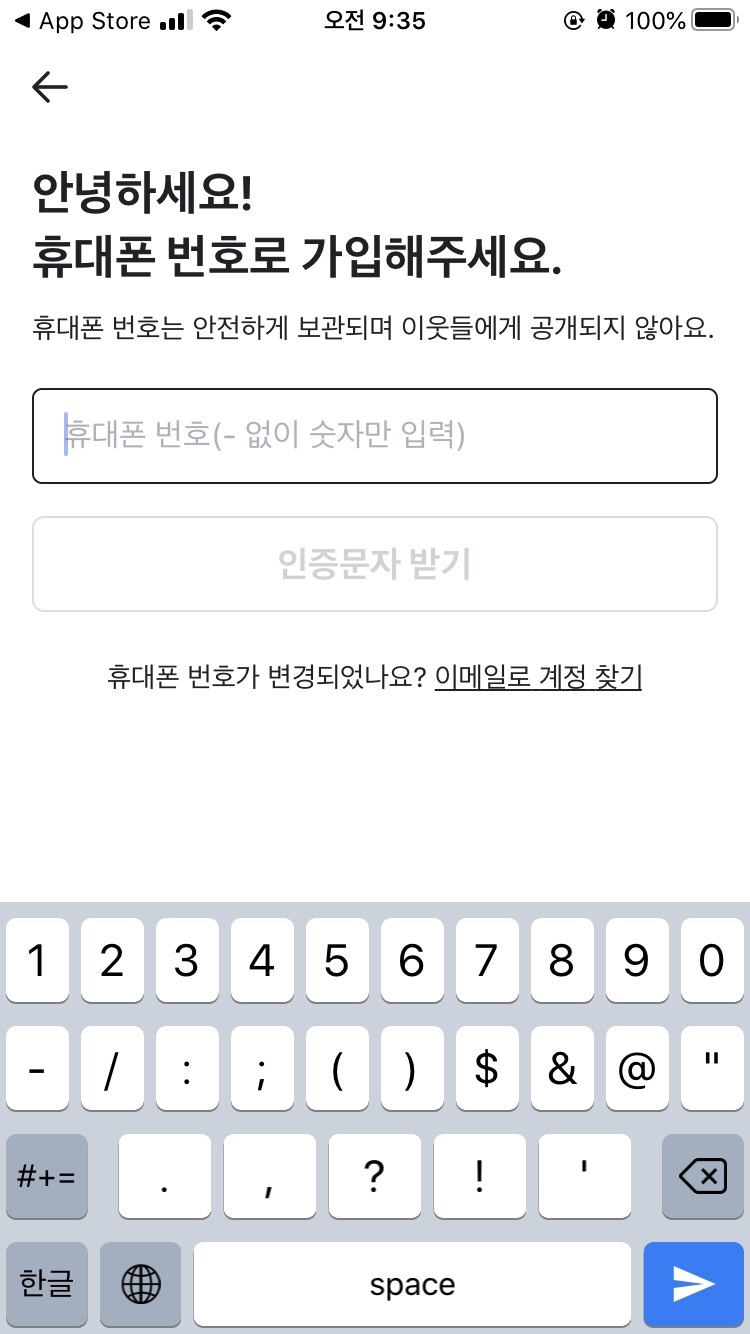 App Store 오전 9:35 100%
안녕하세요!
휴대폰 번호로 가입해주세요.
휴대폰 번호는 안전하게 보관되며 이웃들에게 공개되지 않아요.
휴대폰 번호(- 없이 숫자만 입력)
인증문자 받기
휴대폰 번호가 변경되었나요? 이메일로 계정 찾기
1 2 3 4 5 6 7 8 9 0
- / : ; ( ) $ & @ "
#+= . , ? ! '
한글 space